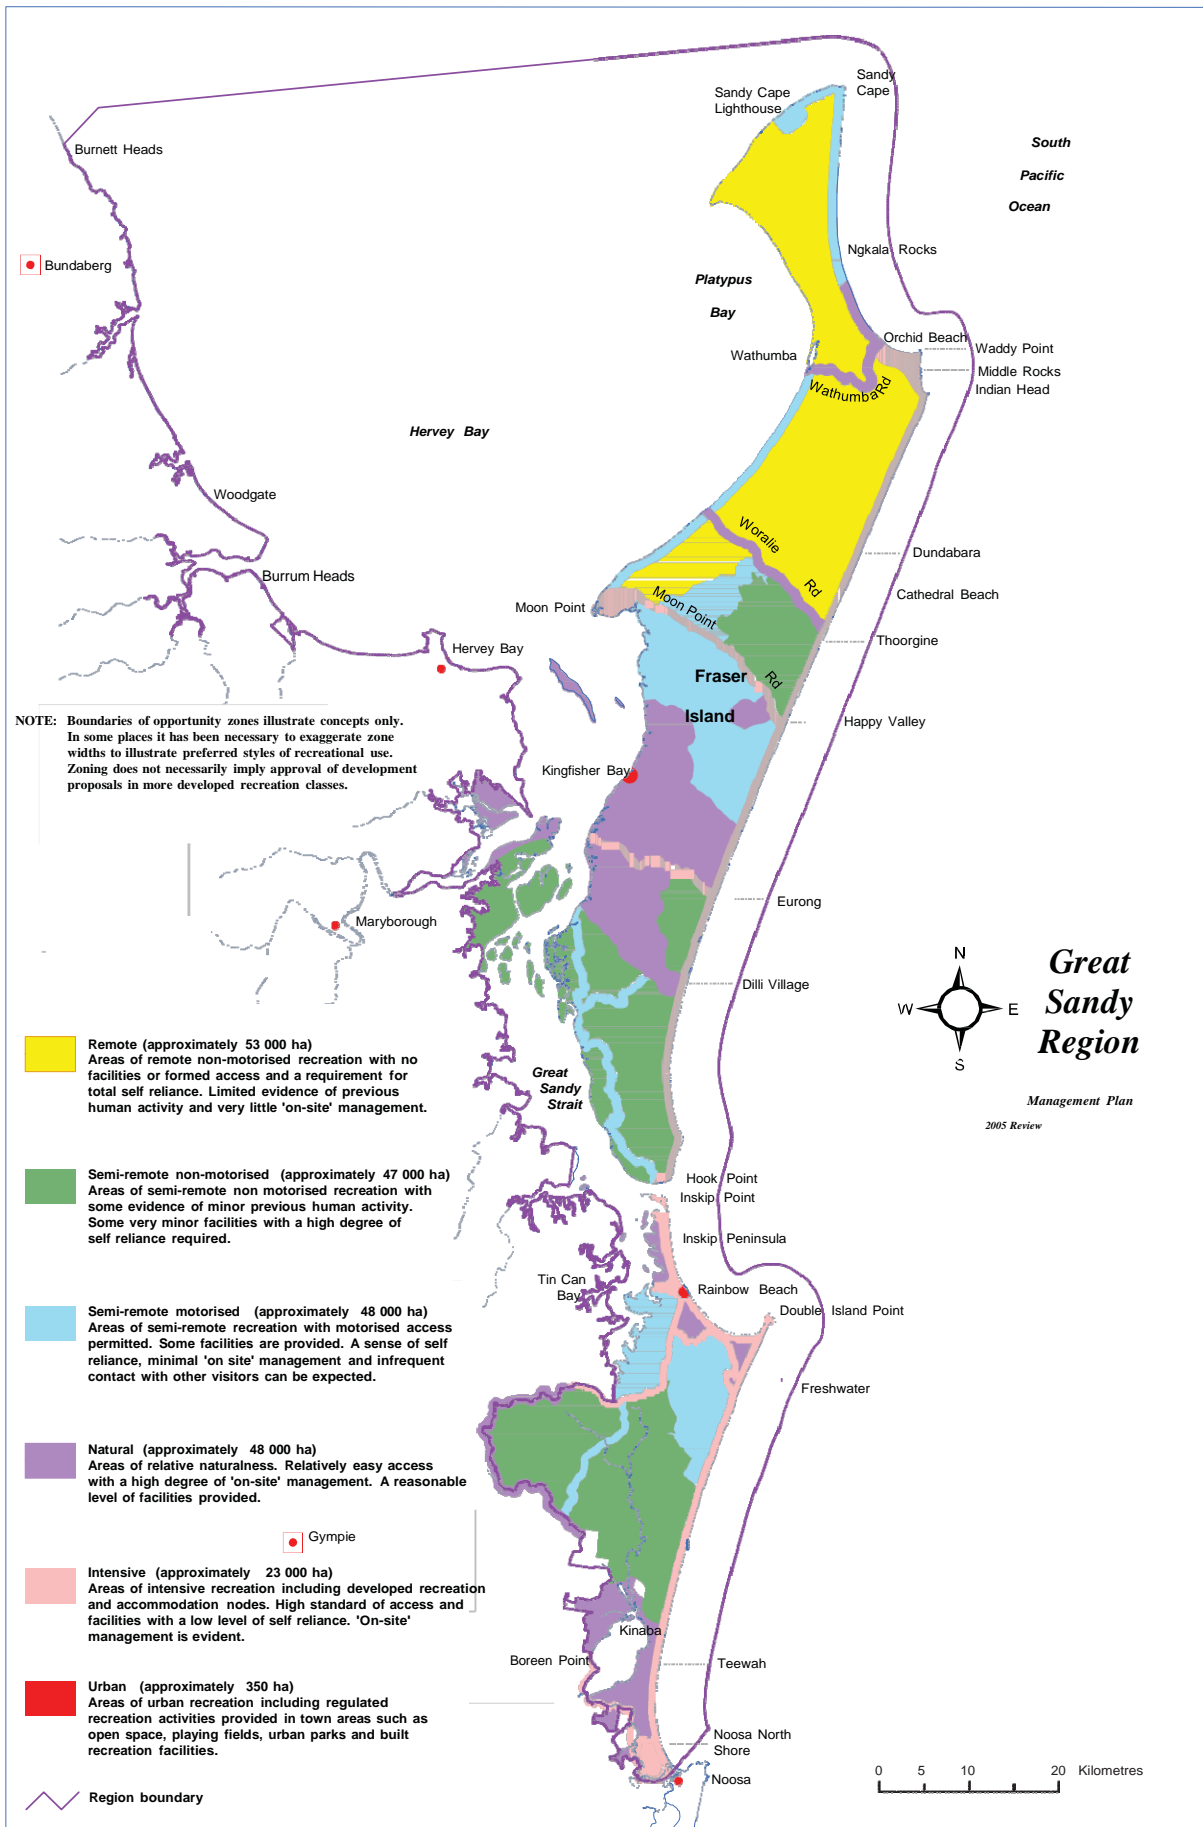 Sandy
Cape
Sandy Cape
Lighthouse
South
Pacific
Ocean
Burnett Heads
Bundaberg
Ngkala Rocks
Platypus
Bay
Orchid Beach
Waddy Point
Wathumba
Middle Rocks
Wathumba Rd
Indian Head
Hervey Bay
Woodgate
Woralie
Rd
Dundabara
Burrum Heads
Cathedral Beach
Moon Point
Moon Point
Rd
Thoorgine
Hervey Bay
Fraser
Island
Happy Valley
NOTE: Boundaries of opportunity zones illustrate concepts only.
In some places it has been necessary to exaggerate zone
widths to illustrate preferred styles of recreational use.
Zoning does not necessarily imply approval of development
proposals in more developed recreation classes.
Kingfisher Bay
Eurong
Maryborough
Dilli Village
N
W
E
S
Great
Sandy
Region
Management Plan
2005 Review
Remote (approximately 53 000 ha)
Areas of remote non-motorised recreation with no
facilities or formed access and a requirement for
total self reliance. Limited evidence of previous
human activity and very little 'on-site' management.
Great
Sandy
Strait
Semi-remote non-motorised (approximately 47 000 ha)
Areas of semi-remote non motorised recreation with
some evidence of minor previous human activity.
Some very minor facilities with a high degree of
self reliance required.
Hook Point
Inskip Point
Inskip Peninsula
Tin Can
Bay
Rainbow Beach
Double Island Point
Semi-remote motorised (approximately 48 000 ha)
Areas of semi-remote recreation with motorised access
permitted. Some facilities are provided. A sense of self
reliance, minimal 'on site' management and infrequent
contact with other visitors can be expected.
Freshwater
Natural (approximately 48 000 ha)
Areas of relative naturalness. Relatively easy access
with a high degree of 'on-site' management. A reasonable
level of facilities provided.
Gympie
Intensive (approximately 23 000 ha)
Areas of intensive recreation including developed recreation
and accommodation nodes. High standard of access and
facilities with a low level of self reliance. 'On-site'
management is evident.
Kinaba
Boreen Point
Teewah
Urban (approximately 350 ha)
Areas of urban recreation including regulated
recreation activities provided in town areas such as
open space, playing fields, urban parks and built
recreation facilities.
Noosa North
Shore
Noosa
Region boundary
0 5 10 20 Kilometres